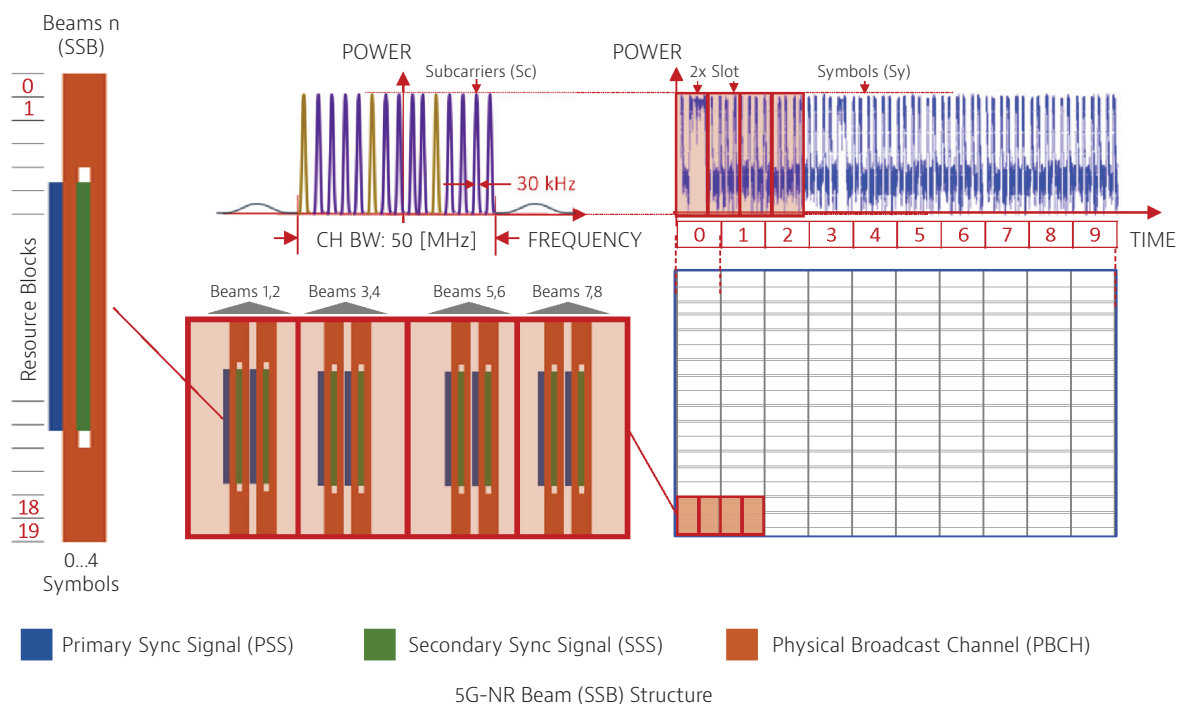 Beams n
(SSB)
0
1
Resource Blocks
18
19
0...4
Symbols
POWER
Subcarriers (Sc)
30 kHz
CH BW: 50 [MHz]
FREQUENCY
POWER
2x Slot
Symbols (Sy)
0 1 2 3 4 5 6 7 8 9
TIME
Beams 1,2
Beams 3,4
Beams 5,6
Beams 7,8
Primary Sync Signal (PSS)
Secondary Sync Signal (SSS)
Physical Broadcast Channel (PBCH)
5G-NR Beam (SSB) Structure